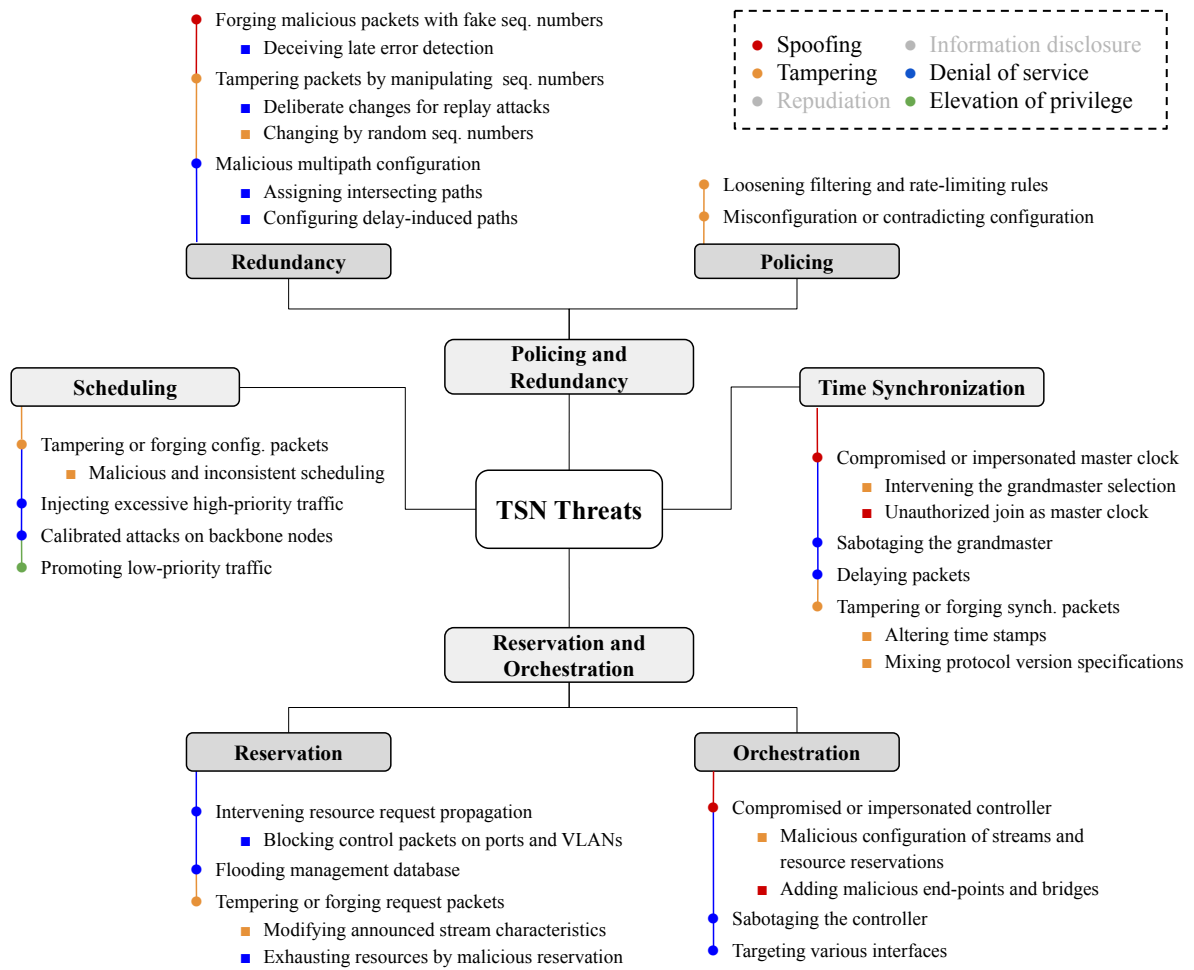 Forging malicious packets with fake seq. numbers
Deceiving late error detection
Tampering packets by manipulating seq. numbers
Deliberate changes for replay attacks
Changing by random seq. numbers
Malicious multipath configuration
Assigning intersecting paths
Configuring delay-induced paths
Redundancy
Spoofing
Tampering
Repudiation
Information disclosure
Denial of service
Elevation of privilege
Loosening filtering and rate-limiting rules
Misconfiguration or contradicting configuration
Policing
Policing and
Redundancy
Scheduling
Tampering or forging config. packets
Malicious and inconsistent scheduling
Injecting excessive high-priority traffic
Calibrated attacks on backbone nodes
Promoting low-priority traffic
TSN Threats
Time Synchronization
Compromised or impersonated master clock
Intervening the grandmaster selection
Unauthorized join as master clock
Sabotaging the grandmaster
Delaying packets
Tampering or forging synch. packets
Altering time stamps
Mixing protocol version specifications
Reservation and
Orchestration
Reservation
Intervening resource request propagation
Blocking control packets on ports and VLANs
Flooding management database
Tempering or forging request packets
Modifying announced stream characteristics
Exhausting resources by malicious reservation
Orchestration
Compromised or impersonated controller
Malicious configuration of streams and
resource reservations
Adding malicious end-points and bridges
Sabotaging the controller
Targeting various interfaces